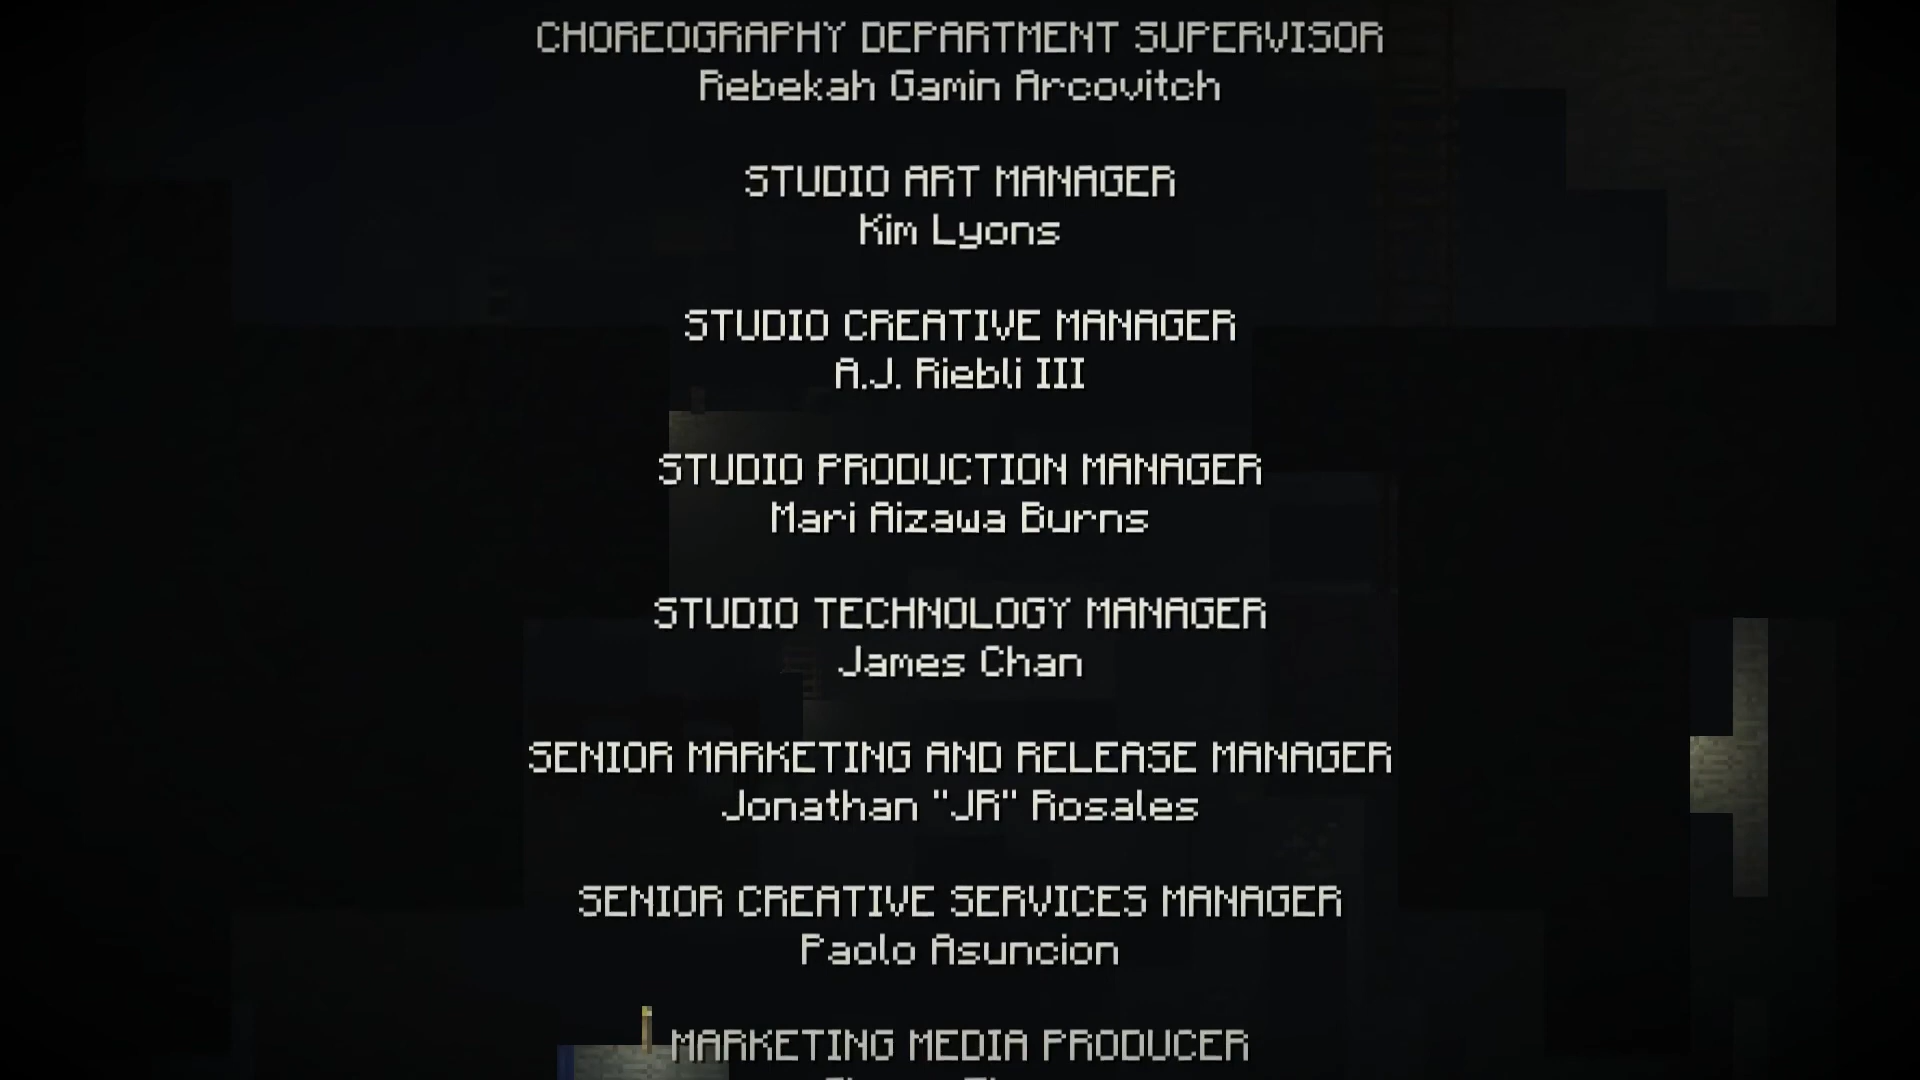 CHOREOGRAPHY DEPARTMENT SUPERVISOR
Rebekah Gamin Arcovitch
STUDIO ART MANAGER
Kim Lyons
STUDIO CREATIVE MANAGER
A.J. Riebli III
STUDIO PRODUCTION MANAGER
Mari Aizawa Burns
STUDIO TECHNOLOGY MANAGER
James Chan
SENIOR MARKETING AND RELEASE MANAGER
Jonathan "JR" Rosales
SENIOR CREATIVE SERVICES MANAGER
Paolo Asuncion
MARKETING MEDIA PRODUCER